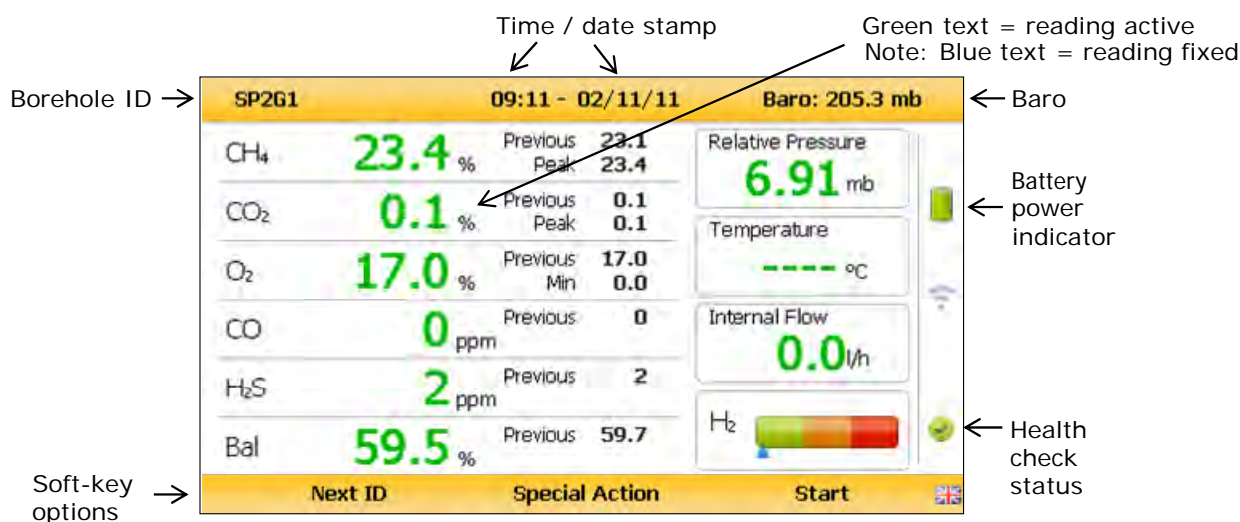 Time / date stamp
Green text = reading active
Note: Blue text = reading fixed
Borehole ID
SP2G1
09:11 - 02/11/11
Baro: 205.3 mb
Baro
CH₄ 23.4 %
Previous 23.1
Peak 23.4
CO₂ 0.1 %
Previous 0.1
Peak 0.1
O₂ 17.0 %
Previous 17.0
Min 0.0
CO 0 ppm
Previous 0
H₂S 2 ppm
Previous 2
Bal 59.5 %
Previous 59.7
Relative Pressure
6.91 mb
Temperature
---- ºC
Internal Flow
0.0 l/h
H₂
Battery
power
indicator
Health
check
status
Soft-key
options
Next ID
Special Action
Start